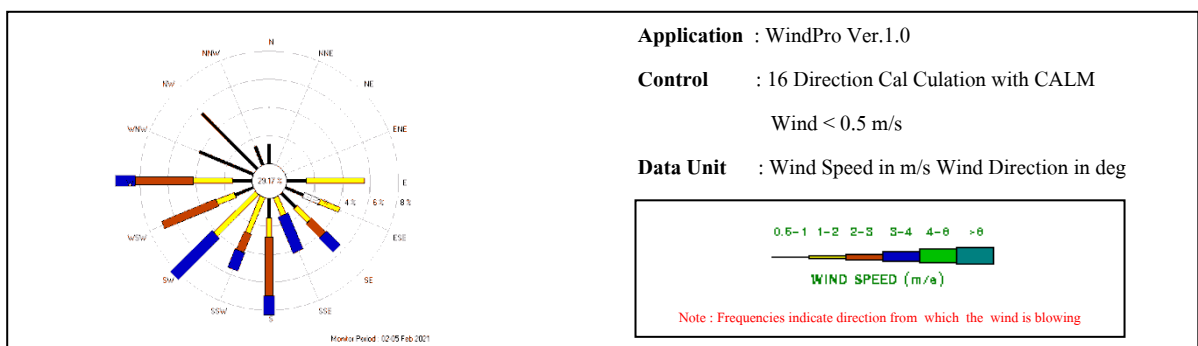 N
NNW
NNE
NW
NE
WNW
ENE
29.17 %
E
4 %
6 %
8 %
WSW
ESE
SW
SE
SSW
SSE
S
Monitor Period : 02-05 Feb 2021
Application : WindPro Ver.1.0
Control : 16 Direction Cal Culation with CALM
Wind < 0.5 m/s
Data Unit : Wind Speed in m/s Wind Direction in deg
0.5-1 1-2 2-3 3-4 4-6 >6
WIND SPEED (m/s)
Note : Frequencies indicate direction from which the wind is blowing